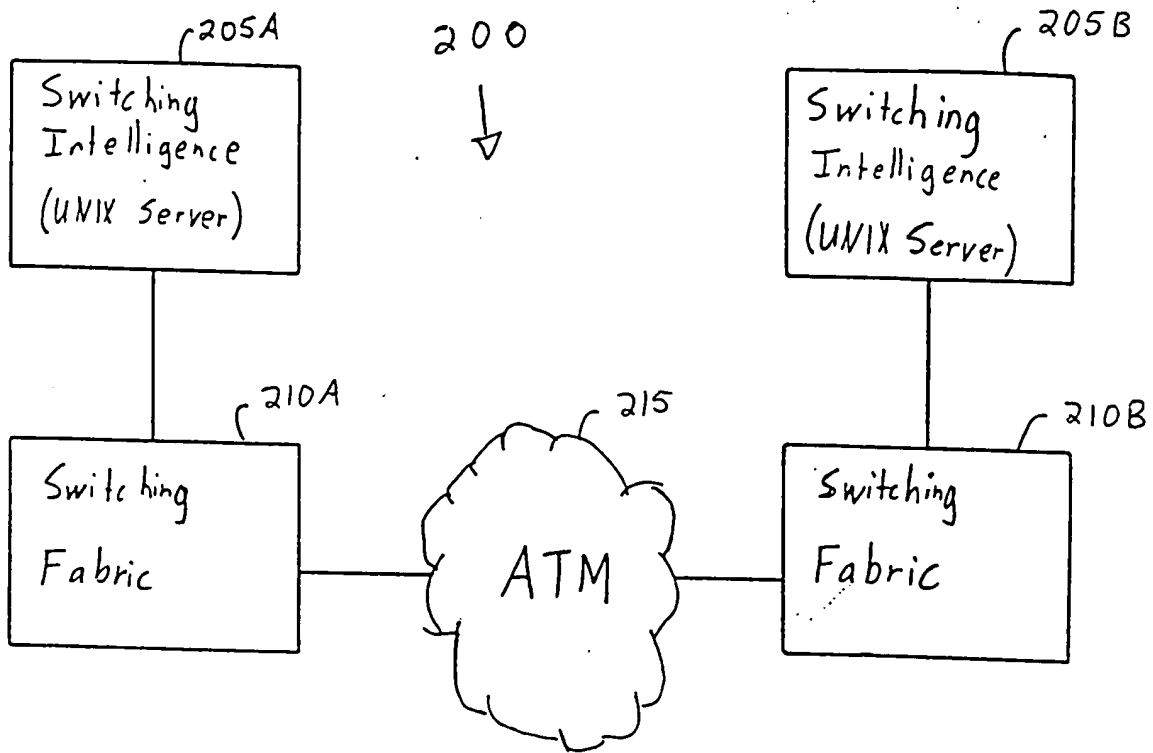 205A
200
205B
Switching
Intelligence
(UNIX Server)
Switching
Intelligence
(UNIX Server)
210A
215
210B
Switching
Fabric
ATM
Switching
Fabric